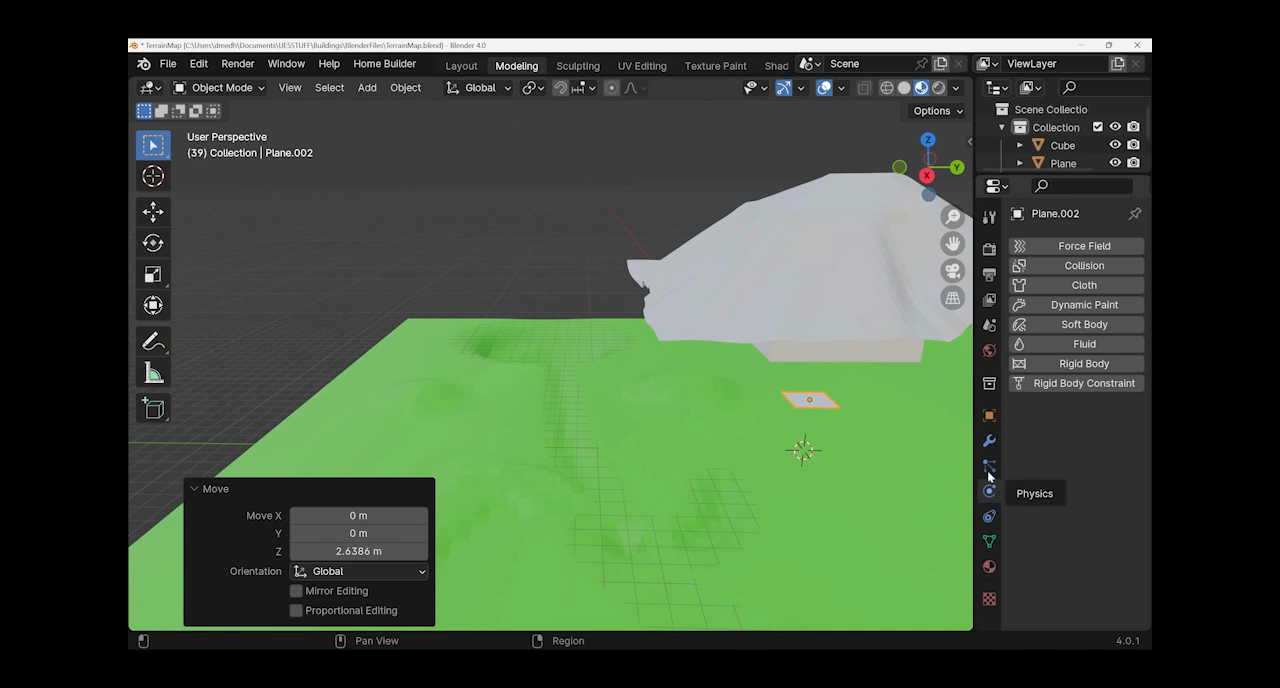 * TerrainMap [C:\Users\dmedh\Documents\UE5STUFF\Buildings\BlenderFiles\TerrainMap.blend] - Blender 4.0
File Edit Render Window Help Home Builder Layout Modeling Sculpting UV Editing Texture Paint Shad Scene ViewLayer
Object Mode View Select Add Object Global
Options
User Perspective
(39) Collection | Plane.002
Z
Y
X
Scene Collectio
Collection
Cube
Plane
Plane.002
Force Field
Collision
Cloth
Dynamic Paint
Soft Body
Fluid
Rigid Body
Rigid Body Constraint
Physics
Move
Move X 0 m
Y 0 m
Z 2.6386 m
Orientation Global
Mirror Editing
Proportional Editing
Pan View Region 4.0.1